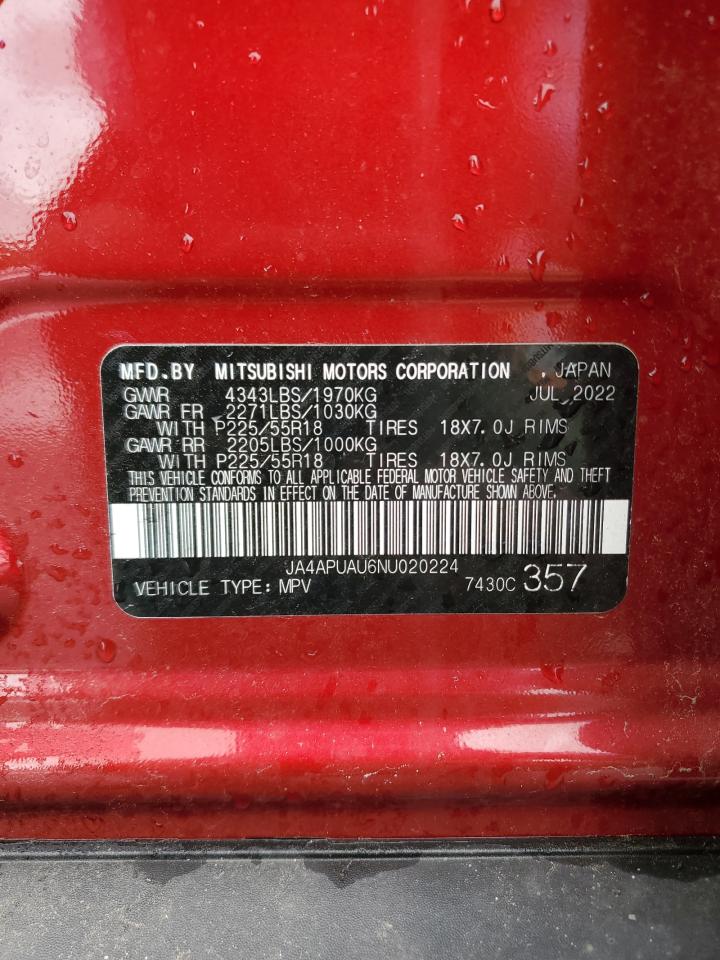 MFD.BY MITSUBISHI MOTORS CORPORATION , JAPAN
GWWR 4343LBS/1970KG JUL ,2022
GAWR FR 2271LBS/1030KG
WITH P225/55R18 TIRES 18X7.0J RIMS
GAWR RR 2205LBS/1000KG
WITH P225/55R18 TIRES 18X7.0J RIMS
THIS VEHICLE CONFORMS TO ALL APPLICABLE FEDERAL MOTOR VEHICLE SAFETY AND THEFT
PREVENTION STANDARDS IN EFFECT ON THE DATE OF MANUFACTURE SHOWN ABOVE.
JA4APUAU6NU020224
VEHICLE TYPE: MPV 7430C 357